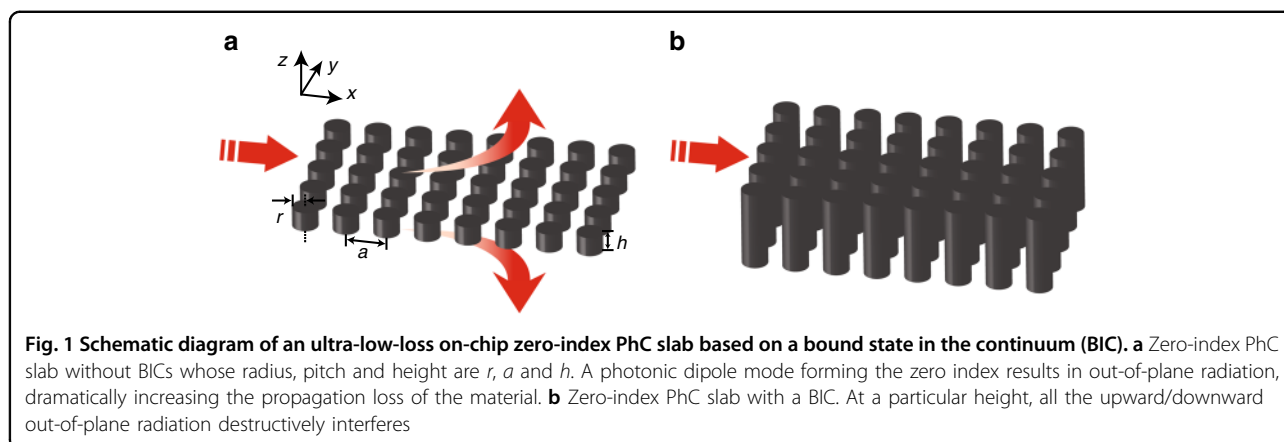 a
b
z
y
x
r
a
h
Fig. 1 Schematic diagram of an ultra-low-loss on-chip zero-index PhC slab based on a bound state in the continuum (BIC). a Zero-index PhC
slab without BICs whose radius, pitch and height are r, a and h. A photonic dipole mode forming the zero index results in out-of-plane radiation,
dramatically increasing the propagation loss of the material. b Zero-index PhC slab with a BIC. At a particular height, all the upward/downward
out-of-plane radiation destructively interferes